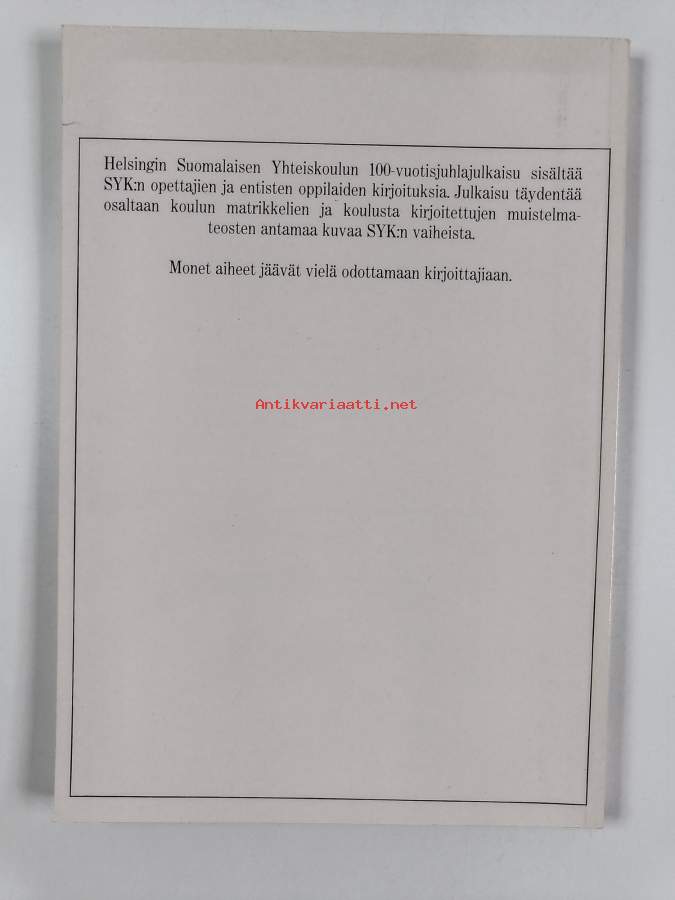 Helsingin Suomalaisen Yhteiskoulun 100-vuotisjuhlajulkaisu sisältää
SYK:n opettajien ja entisten oppilaiden kirjoituksia. Julkaisu täydentää
osaltaan koulun matrikkelien ja koulusta kirjoitettujen muistelma-
teosten antamaa kuvaa SYK:n vaiheista.
Monet aiheet jäävät vielä odottamaan kirjoittajiaan.
Antikvariaatti.net